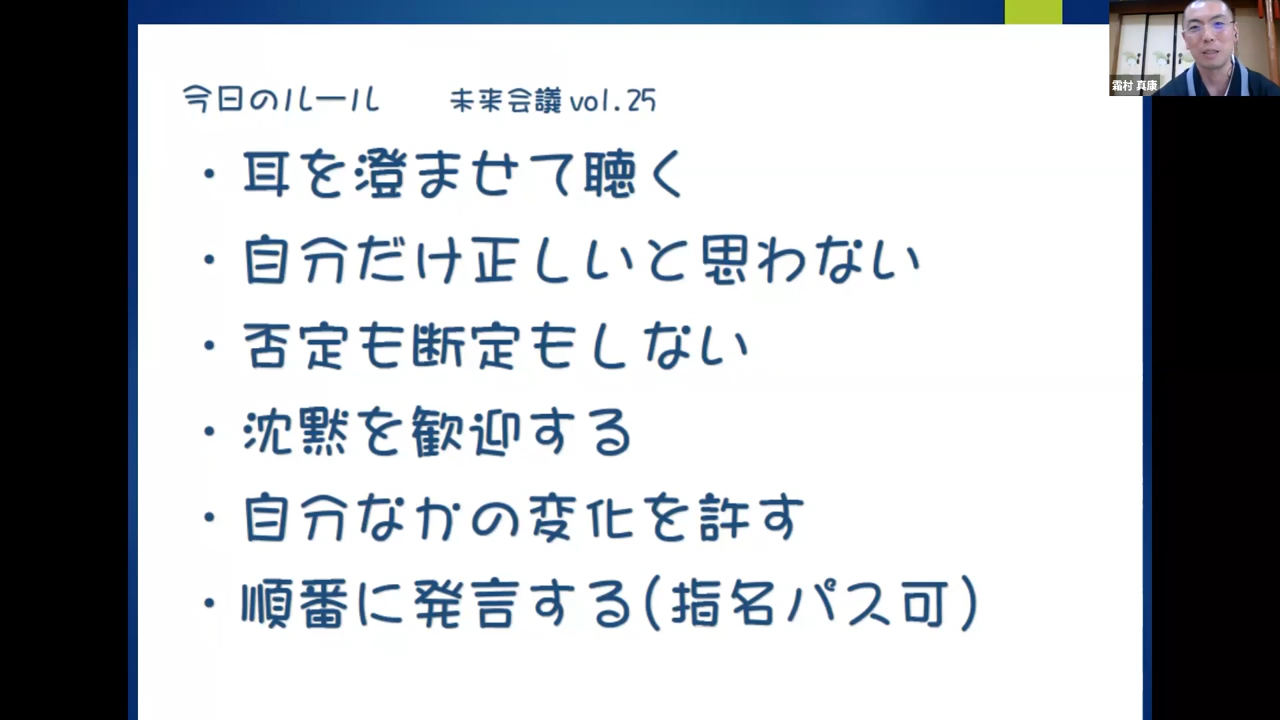 今日のルール 未来会議 vol.25
・耳を澄ませて聴く
・自分だけ正しいと思わない
・否定も断定もしない
・沈黙を歓迎する
・自分なかの変化を許す
・順番に発言する(指名パス可)
霜村 真康